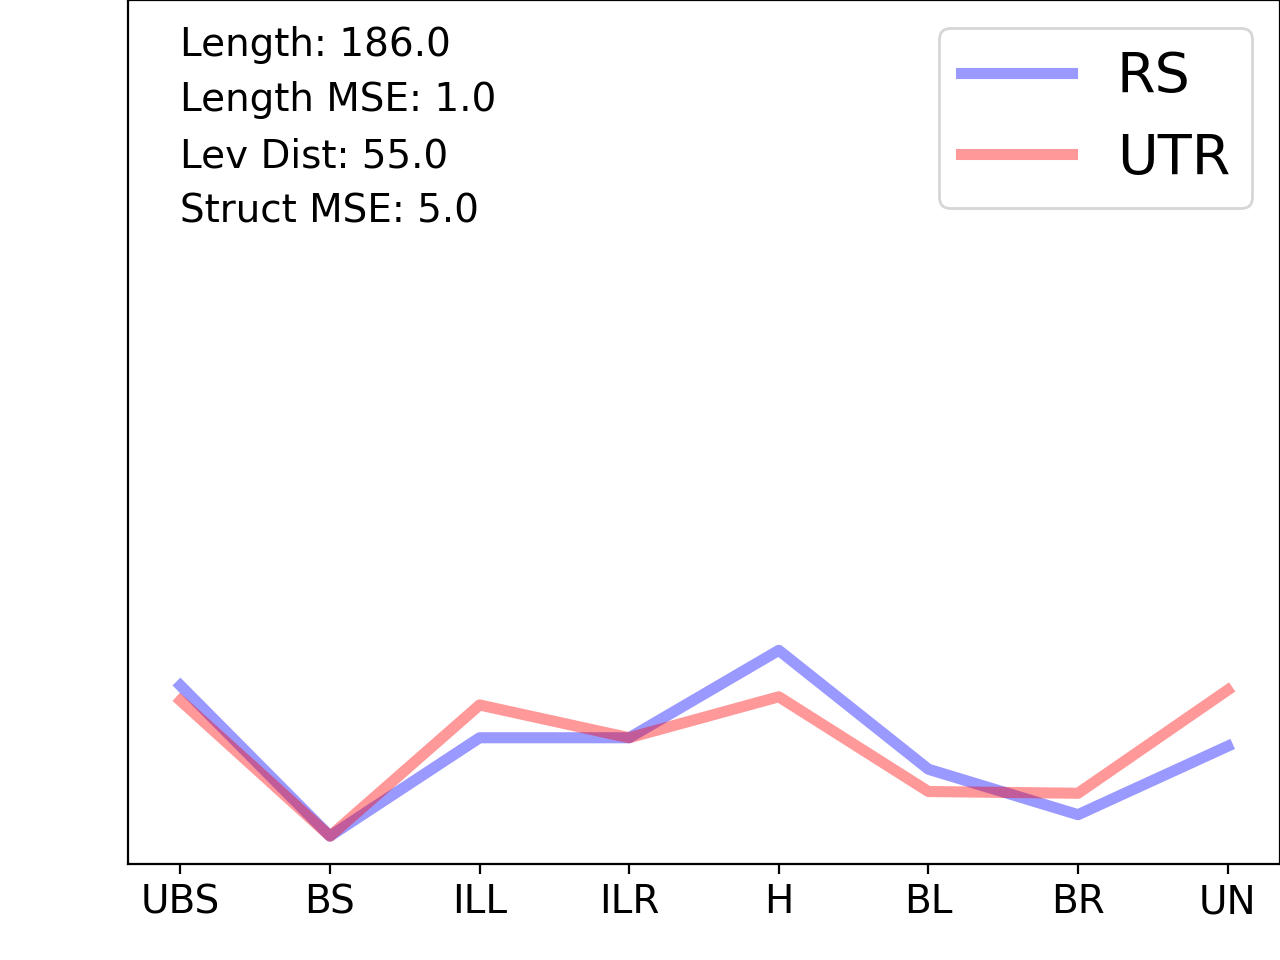 Length: 186.0
Length MSE: 1.0
Lev Dist: 55.0
Struct MSE: 5.0
RS
UTR
UBS BS ILL ILR H BL BR UN